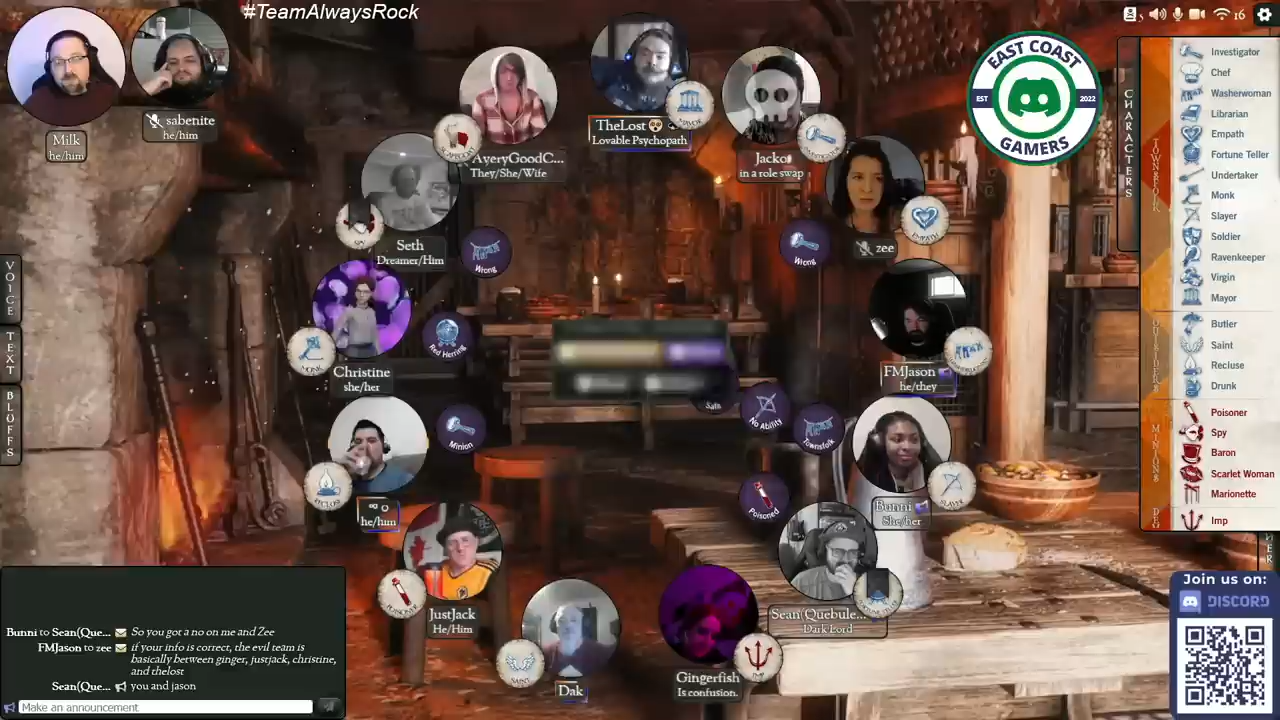 #TeamAlwaysRock
16
Milk
he/him
sabenite
he/him
AveryGoodC...
They/She/Wife
TheLost
Lovable Psychopath
Jacko
in a role swap
zee
EAST COAST
EST
2022
GAMERS
Seth
Dreamer/Him
Wrong
Wrong
EMPATH
MONK
Red Herring
Christine
she/her
FMJason
he/they
Safe
No Ability
Townsfolk
Minion
he/him
Poisoned
Bunni
She/her
JustJack
He/Him
SAINT
Dak
Gingerfish
Is confusion.
Sean(Quebule...
Dark Lord
VOICE
TEXT
BLUFFS
CHARACTERS
TOWNSFOLK
Investigator
Chef
Washerwoman
Librarian
Empath
Fortune Teller
Undertaker
Monk
Slayer
Soldier
Ravenkeeper
Virgin
Mayor
Butler
Saint
Recluse
Drunk
MINIONS
Poisoner
Spy
Baron
Scarlet Woman
Marionette
Imp
Bunni to Sean(Que... So you got a no on me and Zee
FMJason to zee if your info is correct, the evil team is
basically between ginger, justjack, christine,
and thelost
Sean(Que... you and jason
Make an announcement
Join us on:
DISCORD